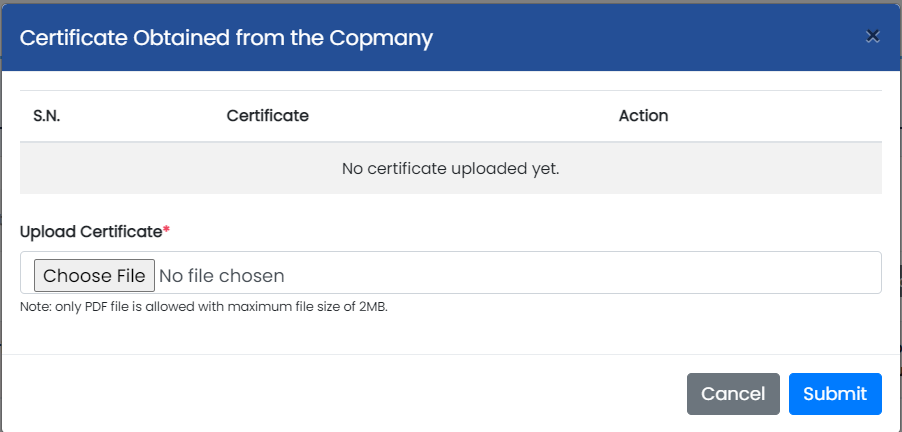 Certificate Obtained from the Copmany ×
S.N. Certificate Action
No certificate uploaded yet.
Upload Certificate*
Choose File No file chosen
Note: only PDF file is allowed with maximum file size of 2MB.
Cancel Submit